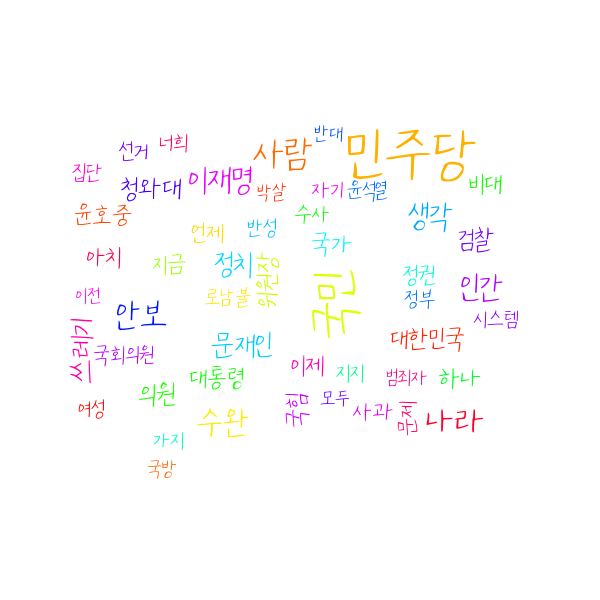 반대
민주당
사람
너희
선거
집단
이재명
청와대
박살
자기
윤석열
비대
윤호중
수사
생각
언제
반성
국가
검찰
아치
지금
정치
위원장
정권
이전
로남불
국민
정부
인간
안보
시스템
쓰레기
국회의원
문재인
대한민국
이제
지지
범죄자
하나
대통령
의원
여성
수완
국힘
모두
사과
문제
나라
가지
국방